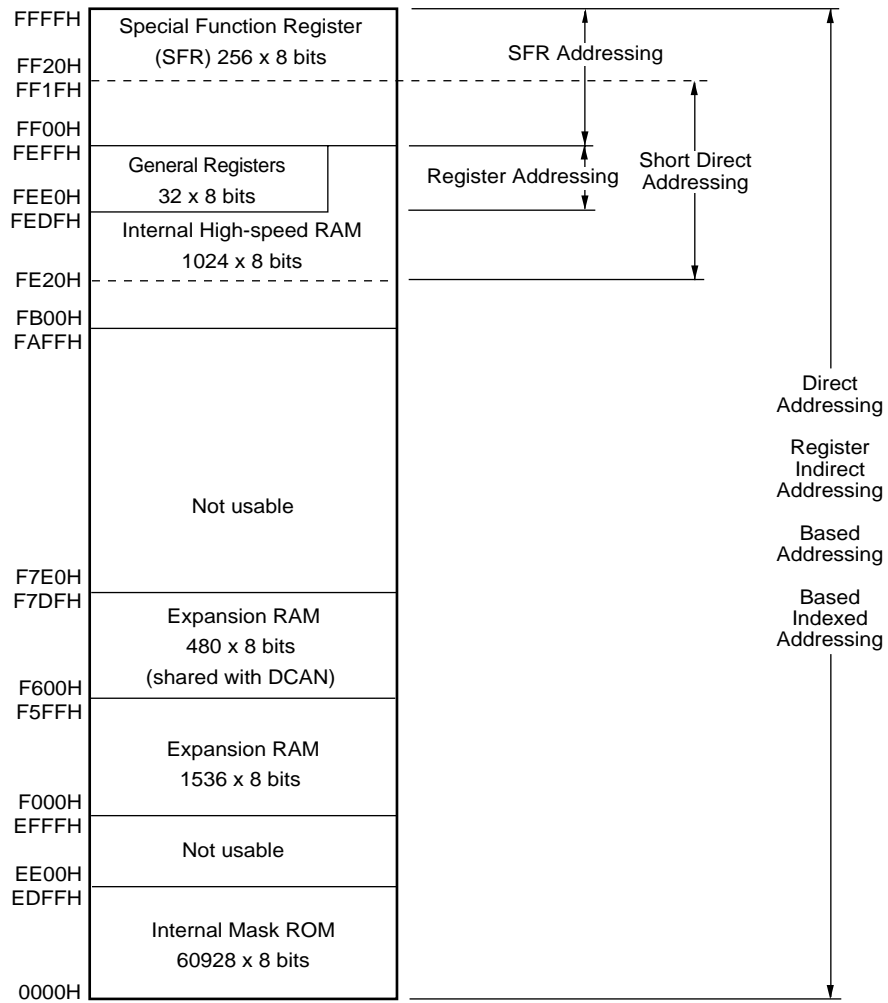 FFFFH
Special Function Register
(SFR) 256 x 8 bits
SFR Addressing
FF20H
FF1FH
FF00H
FEFFH
General Registers
32 x 8 bits
Register Addressing
Short Direct
Addressing
FEE0H
FEDFH
Internal High-speed RAM
1024 x 8 bits
FE20H
FB00H
FAFFH
Direct
Addressing
Register
Indirect
Addressing
Based
Addressing
Based
Indexed
Addressing
Not usable
F7E0H
F7DFH
Expansion RAM
480 x 8 bits
(shared with DCAN)
F600H
F5FFH
Expansion RAM
1536 x 8 bits
F000H
EFFFH
Not usable
EE00H
EDFFH
Internal Mask ROM
60928 x 8 bits
0000H